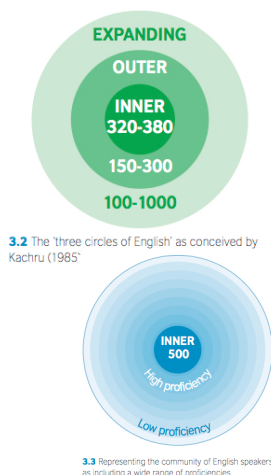 EXPANDING
OUTER
INNER
320-380
150-300
100-1000
3.2 The 'three circles of English' as conceived by
Kachru (1985'
INNER
500
High proficiency
Low proficiency
3.3 Representing the community of English speakers
as including a wide range of proficiencies